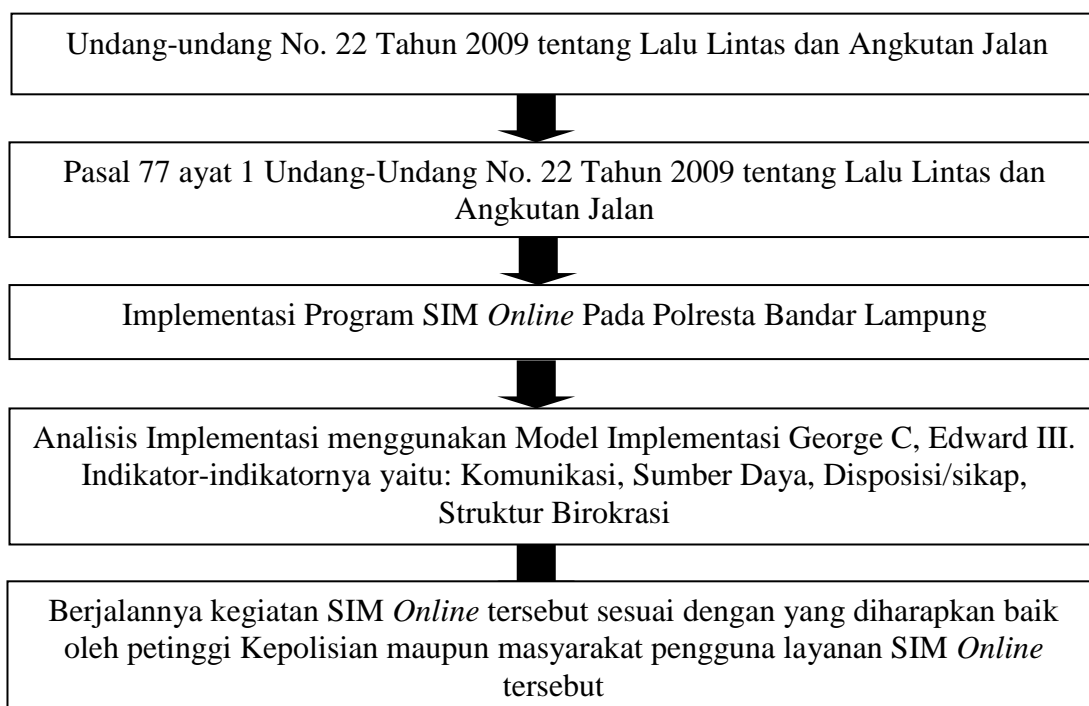 Undang-undang No. 22 Tahun 2009 tentang Lalu Lintas dan Angkutan Jalan
Pasal 77 ayat 1 Undang-Undang No. 22 Tahun 2009 tentang Lalu Lintas dan
Angkutan Jalan
Implementasi Program SIM Online Pada Polresta Bandar Lampung
Analisis Implementasi menggunakan Model Implementasi George C, Edward III.
Indikator-indikatornya yaitu: Komunikasi, Sumber Daya, Disposisi/sikap,
Struktur Birokrasi
Berjalannya kegiatan SIM Online tersebut sesuai dengan yang diharapkan baik
oleh petinggi Kepolisian maupun masyarakat pengguna layanan SIM Online
tersebut